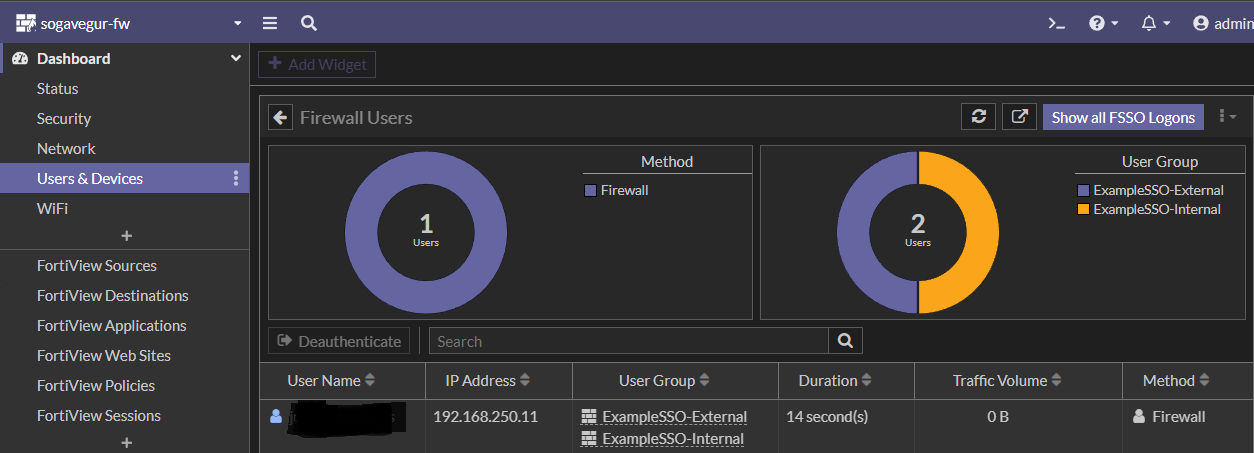 sogavegur-fw
admin
Dashboard
Status
Security
Network
Users & Devices
WiFi
FortiView Sources
FortiView Destinations
FortiView Applications
FortiView Web Sites
FortiView Policies
FortiView Sessions
Add Widget
Firewall Users
Show all FSSO Logons
Method
Firewall
1
Users
User Group
ExampleSSO-External
ExampleSSO-Internal
2
Users
Deauthenticate
Search
User Name IP Address User Group Duration Traffic Volume Method
192.168.250.11 ExampleSSO-External 14 second(s) 0 B Firewall
ExampleSSO-Internal